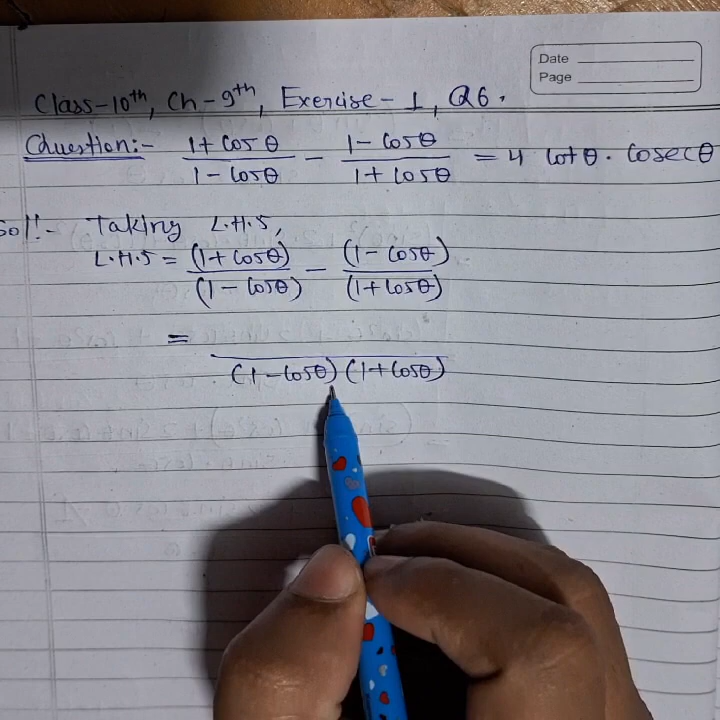 Date
Page
Class-10th, Ch-9th, Exercise-1, Q6.
Question:- (1+cosθ)/(1-cosθ) - (1-cosθ)/(1+cosθ) = 4 cotθ. cosecθ
Sol!- Taking L.H.S,
L.H.S = (1+cosθ)/(1-cosθ) - (1-cosθ)/(1+cosθ)
=
(1-cosθ)(1+cosθ)